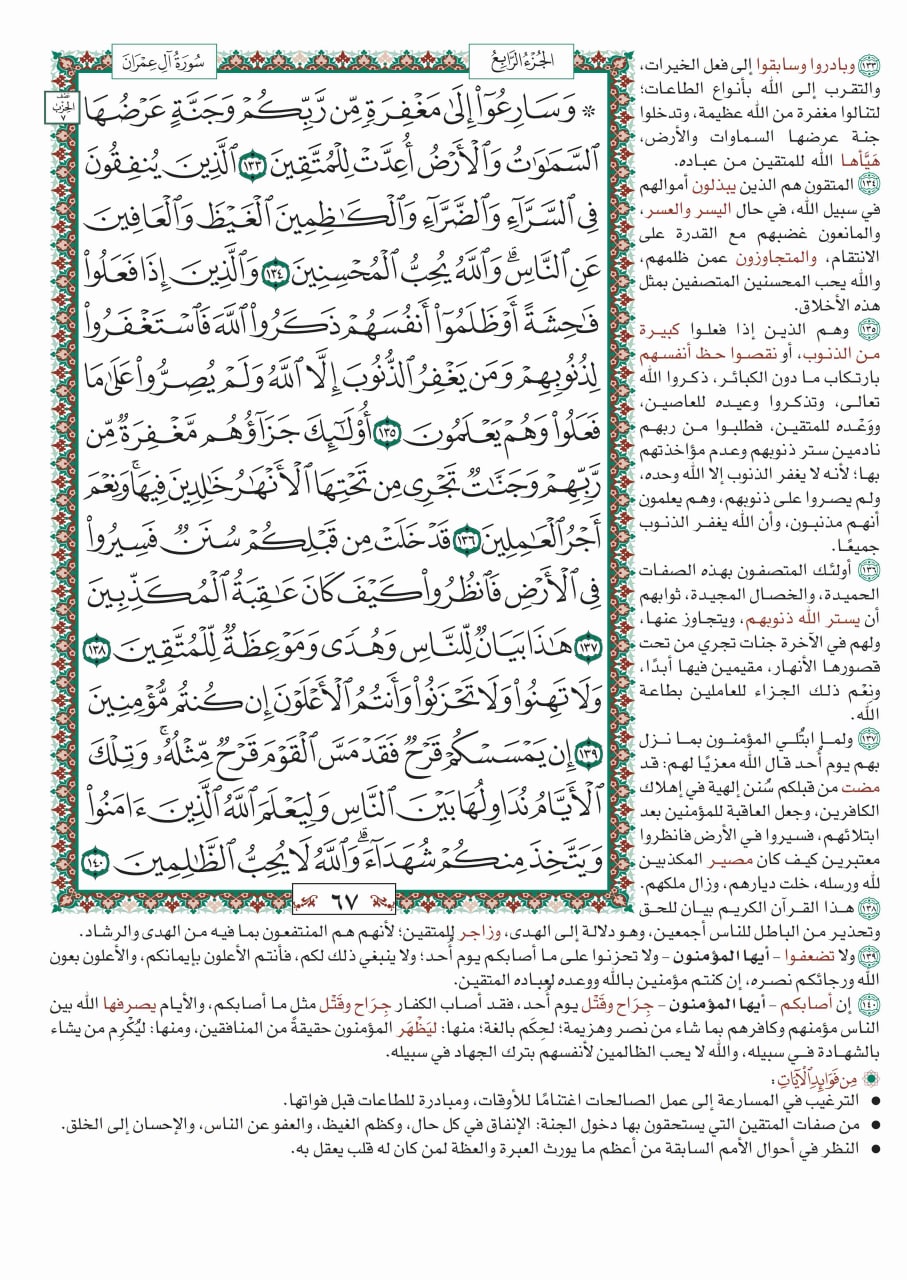 سُورَةُ آلِ عِمْرَانَ
الجُزْءُ الرَّابِعُ
نصف
الحزب
٧
۞ وَسَارِعُوٓاْ إِلَىٰ مَغْفِرَةٖ مِّن رَّبِّكُمْ وَجَنَّةٍ عَرْضُهَا
ٱلسَّمَٰوَٰتُ وَٱلْأَرْضُ أُعِدَّتْ لِلْمُتَّقِينَ ١٣٣ ٱلَّذِينَ يُنفِقُونَ
فِي ٱلسَّرَّآءِ وَٱلضَّرَّآءِ وَٱلْكَٰظِمِينَ ٱلْغَيْظَ وَٱلْعَافِينَ
عَنِ ٱلنَّاسِۗ وَٱللَّهُ يُحِبُّ ٱلْمُحْسِنِينَ ١٣٤ وَٱلَّذِينَ إِذَا فَعَلُواْ
فَٰحِشَةً أَوْ ظَلَمُوٓاْ أَنفُسَهُمْ ذَكَرُواْ ٱللَّهَ فَٱسْتَغْفَرُواْ
لِذُنُوبِهِمْ وَمَن يَغْفِرُ ٱلذُّنُوبَ إِلَّا ٱللَّهُ وَلَمْ يُصِرُّواْ عَلَىٰ مَا
فَعَلُواْ وَهُمْ يَعْلَمُونَ ١٣٥ أُوْلَٰٓئِكَ جَزَآؤُهُم مَّغْفِرَةٞ مِّن
رَّبِّهِمْ وَجَنَّٰتٞ تَجْرِي مِن تَحْتِهَا ٱلْأَنْهَٰرُ خَٰلِدِينَ فِيهَاۚ وَنِعْمَ
أَجْرُ ٱلْعَٰمِلِينَ ١٣٦ قَدْ خَلَتْ مِن قَبْلِكُمْ سُنَنٞ فَسِيرُواْ
فِي ٱلْأَرْضِ فَٱنظُرُواْ كَيْفَ كَانَ عَٰقِبَةُ ٱلْمُكَذِّبِينَ
١٣٧ هَٰذَا بَيَانٞ لِّلنَّاسِ وَهُدٗى وَمَوْعِظَةٞ لِّلْمُتَّقِينَ ١٣٨
وَلَا تَهِنُواْ وَلَا تَحْزَنُواْ وَأَنتُمُ ٱلْأَعْلَوْنَ إِن كُنتُم مُّؤْمِنِينَ
١٣٩ إِن يَمْسَسْكُمْ قَرْحٞ فَقَدْ مَسَّ ٱلْقَوْمَ قَرْحٞ مِّثْلُهُۥۚ وَتِلْكَ
ٱلْأَيَّامُ نُدَاوِلُهَا بَيْنَ ٱلنَّاسِ وَلِيَعْلَمَ ٱللَّهُ ٱلَّذِينَ ءَامَنُواْ
وَيَتَّخِذَ مِنكُمْ شُهَدَآءَۗ وَٱللَّهُ لَا يُحِبُّ ٱلظَّٰلِمِينَ ١٤٠
٦٧
١٣٣ وبادروا وسابقوا إلى فعل الخيرات،
والتقرب إلى الله بأنواع الطاعات؛
لتنالوا مغفرة من الله عظيمة، وتدخلوا
جنة عرضها السماوات والأرض،
هَيَّأها الله للمتقين من عباده.
١٣٤ المتقون هم الذين يبذلون أموالهم
في سبيل الله، في حال اليسر والعسر،
والمانعون غضبهم مع القدرة على
الانتقام، والمتجاوزون عمن ظلمهم،
والله يحب المحسنين المتصفين بمثل
هذه الأخلاق.
١٣٥ وهم الذين إذا فعلوا كبيرة
من الذنوب، أو نقصوا حظ أنفسهم
بارتكاب ما دون الكبائر، ذكروا الله
تعالى، وتذكروا وعيده للعاصين،
ووَعْده للمتقين، فطلبوا من ربهم
نادمين ستر ذنوبهم وعدم مؤاخذتهم
بها؛ لأنه لا يغفر الذنوب إلا الله وحده،
ولم يصروا على ذنوبهم، وهم يعلمون
أنهم مذنبون، وأن الله يغفر الذنوب
جميعًا.
١٣٦ أولئك المتصفون بهذه الصفات
الحميدة، والخصال المجيدة، ثوابهم
أن يستر الله ذنوبهم، ويتجاوز عنها،
ولهم في الآخرة جنات تجري من تحت
قصورها الأنهار، مقيمين فيها أبدًا،
ونعْم ذلك الجزاء للعاملين بطاعة
الله.
١٣٧ ولما ابتُلي المؤمنون بما نزل
بهم يوم أُحد قال الله معزيًا لهم: قد
مضت من قبلكم سُنن إلهية في إهلاك
الكافرين، وجعل العاقبة للمؤمنين بعد
ابتلائهم، فسيروا في الأرض فانظروا
معتبرين كيف كان مصير المكذبين
لله ورسله، خلت ديارهم، وزال ملكهم.
١٣٨ هذا القرآن الكريم بيان للحق
وتحذير من الباطل للناس أجمعين، وهو دلالة إلى الهدى، وزاجر للمتقين؛ لأنهم هم المنتفعون بما فيه من الهدى والرشاد.
١٣٩ ولا تضعفوا - أيها المؤمنون - ولا تحزنوا على ما أصابكم يوم أُحد؛ ولا ينبغي ذلك لكم، فأنتم الأعلون بإيمانكم، والأعلون بعون
الله ورجائكم نصره، إن كنتم مؤمنين بالله ووعده لعباده المتقين.
١٤٠ إن أصابكم - أيها المؤمنون - جِرَاح وقَتْل يوم أُحد، فقد أصاب الكفار جِرَاح وقَتْل مثل ما أصابكم، والأيام يصرفها الله بين
الناس مؤمنهم وكافرهم بما شاء من نصر وهزيمة؛ لحِكَم بالغة؛ منها: ليَظْهَر المؤمنون حقيقةً من المنافقين، ومنها: ليُكْرِم من يشاء
بالشهادة في سبيله، والله لا يحب الظالمين لأنفسهم بترك الجهاد في سبيله.
مِن فَوَائِدِ الْآيَاتِ:
● الترغيب في المسارعة إلى عمل الصالحات اغتنامًا للأوقات، ومبادرة للطاعات قبل فواتها.
● من صفات المتقين التي يستحقون بها دخول الجنة: الإنفاق في كل حال، وكظم الغيظ، والعفو عن الناس، والإحسان إلى الخلق.
● النظر في أحوال الأمم السابقة من أعظم ما يورث العبرة والعظة لمن كان له قلب يعقل به.